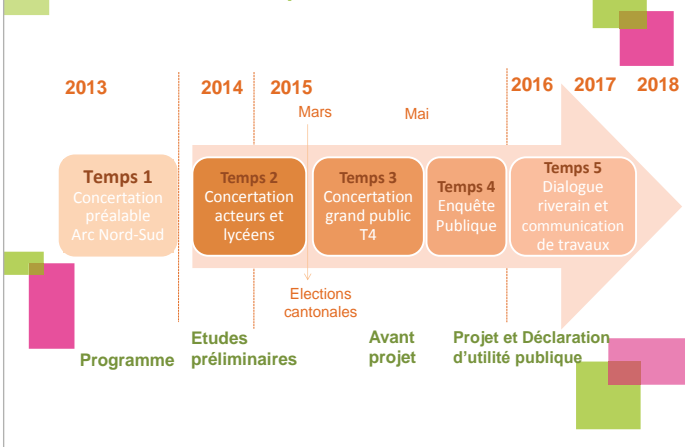 2013
2014
2015
2016
2017
2018
Mars
Mai
Temps 1
Concertation
préalable
Arc Nord-Sud
Temps 2
Concertation
acteurs et
lycéens
Temps 3
Concertation
grand public
T4
Temps 4
Enquête
Publique
Temps 5
Dialogue
riverain et
communication
de travaux
Elections
cantonales
Programme
Etudes
préliminaires
Avant
projet
Projet et Déclaration
d'utilité publique